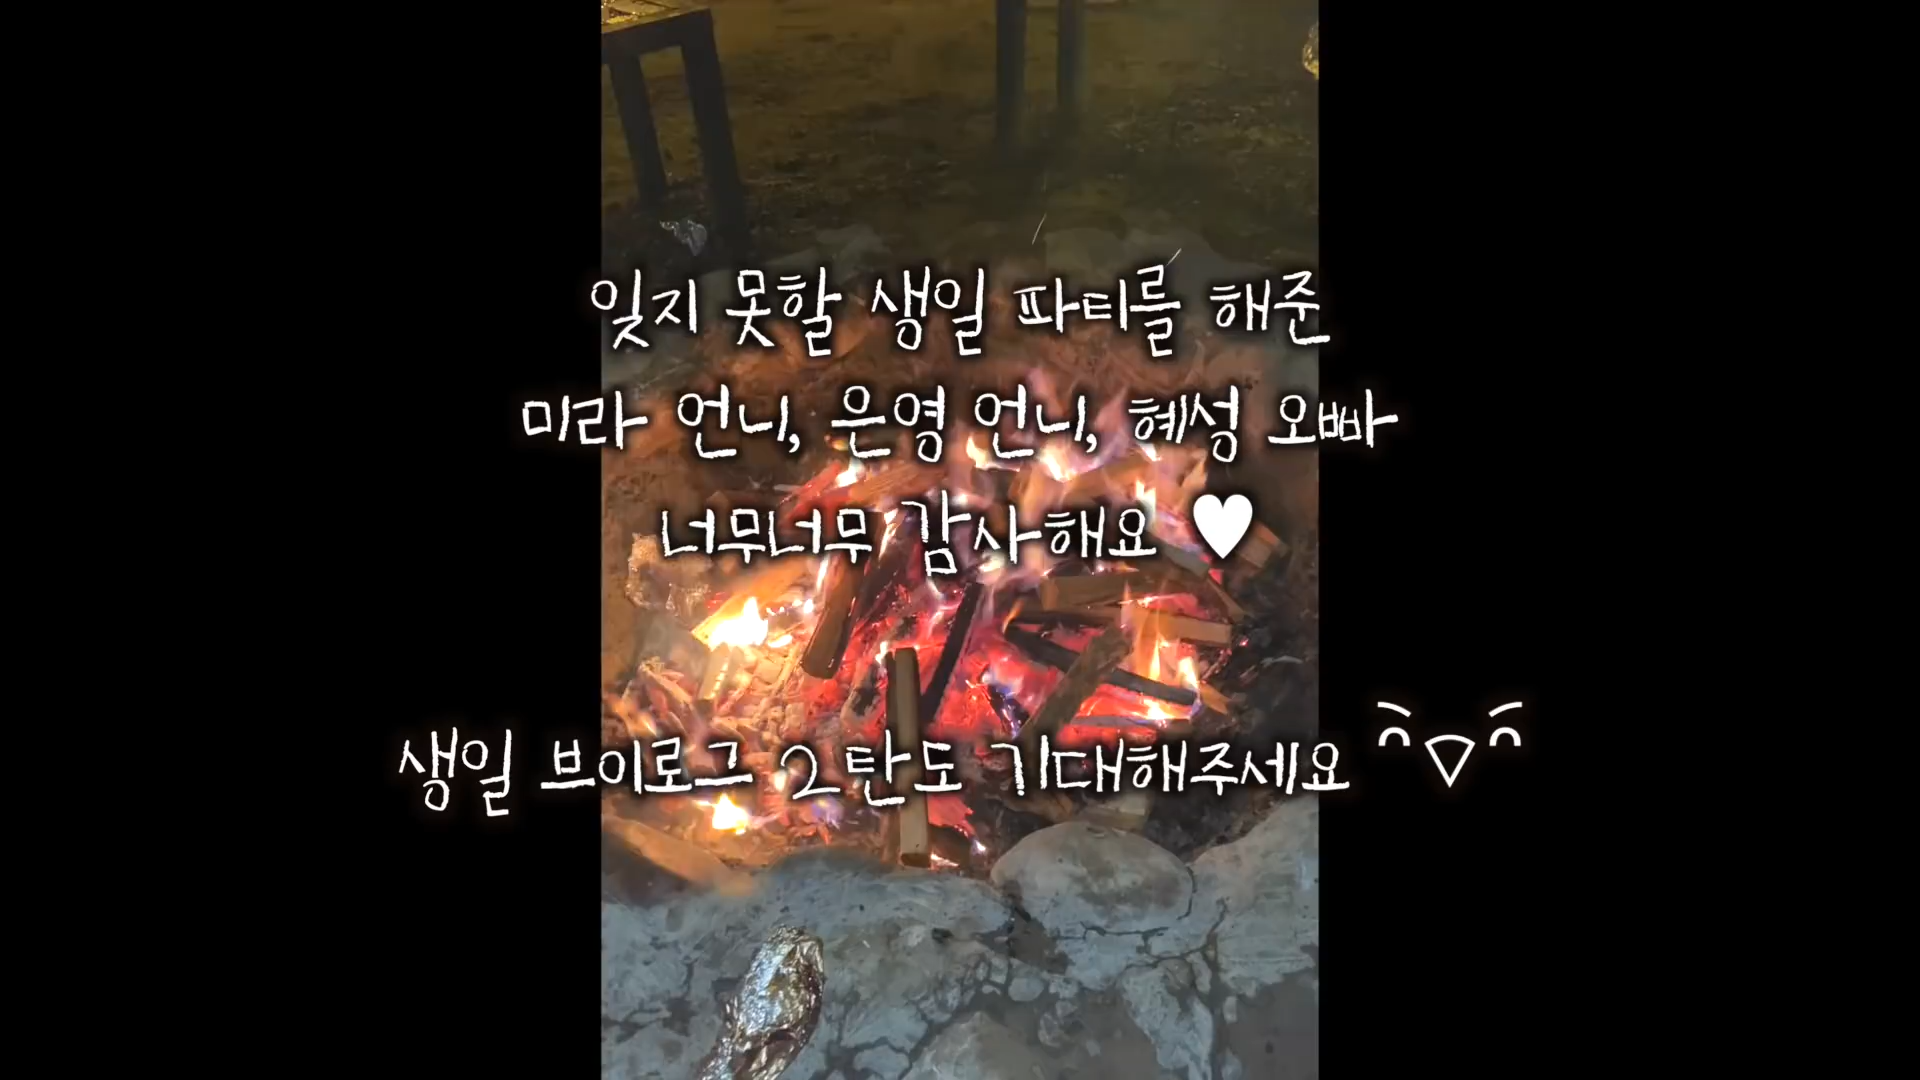 잊지 못할 생일 파티를 해준
미라 언니, 은영 언니, 혜성 오빠
너무너무 감사해요 ♥
생일 브이로그 2탄도 기대해주세요